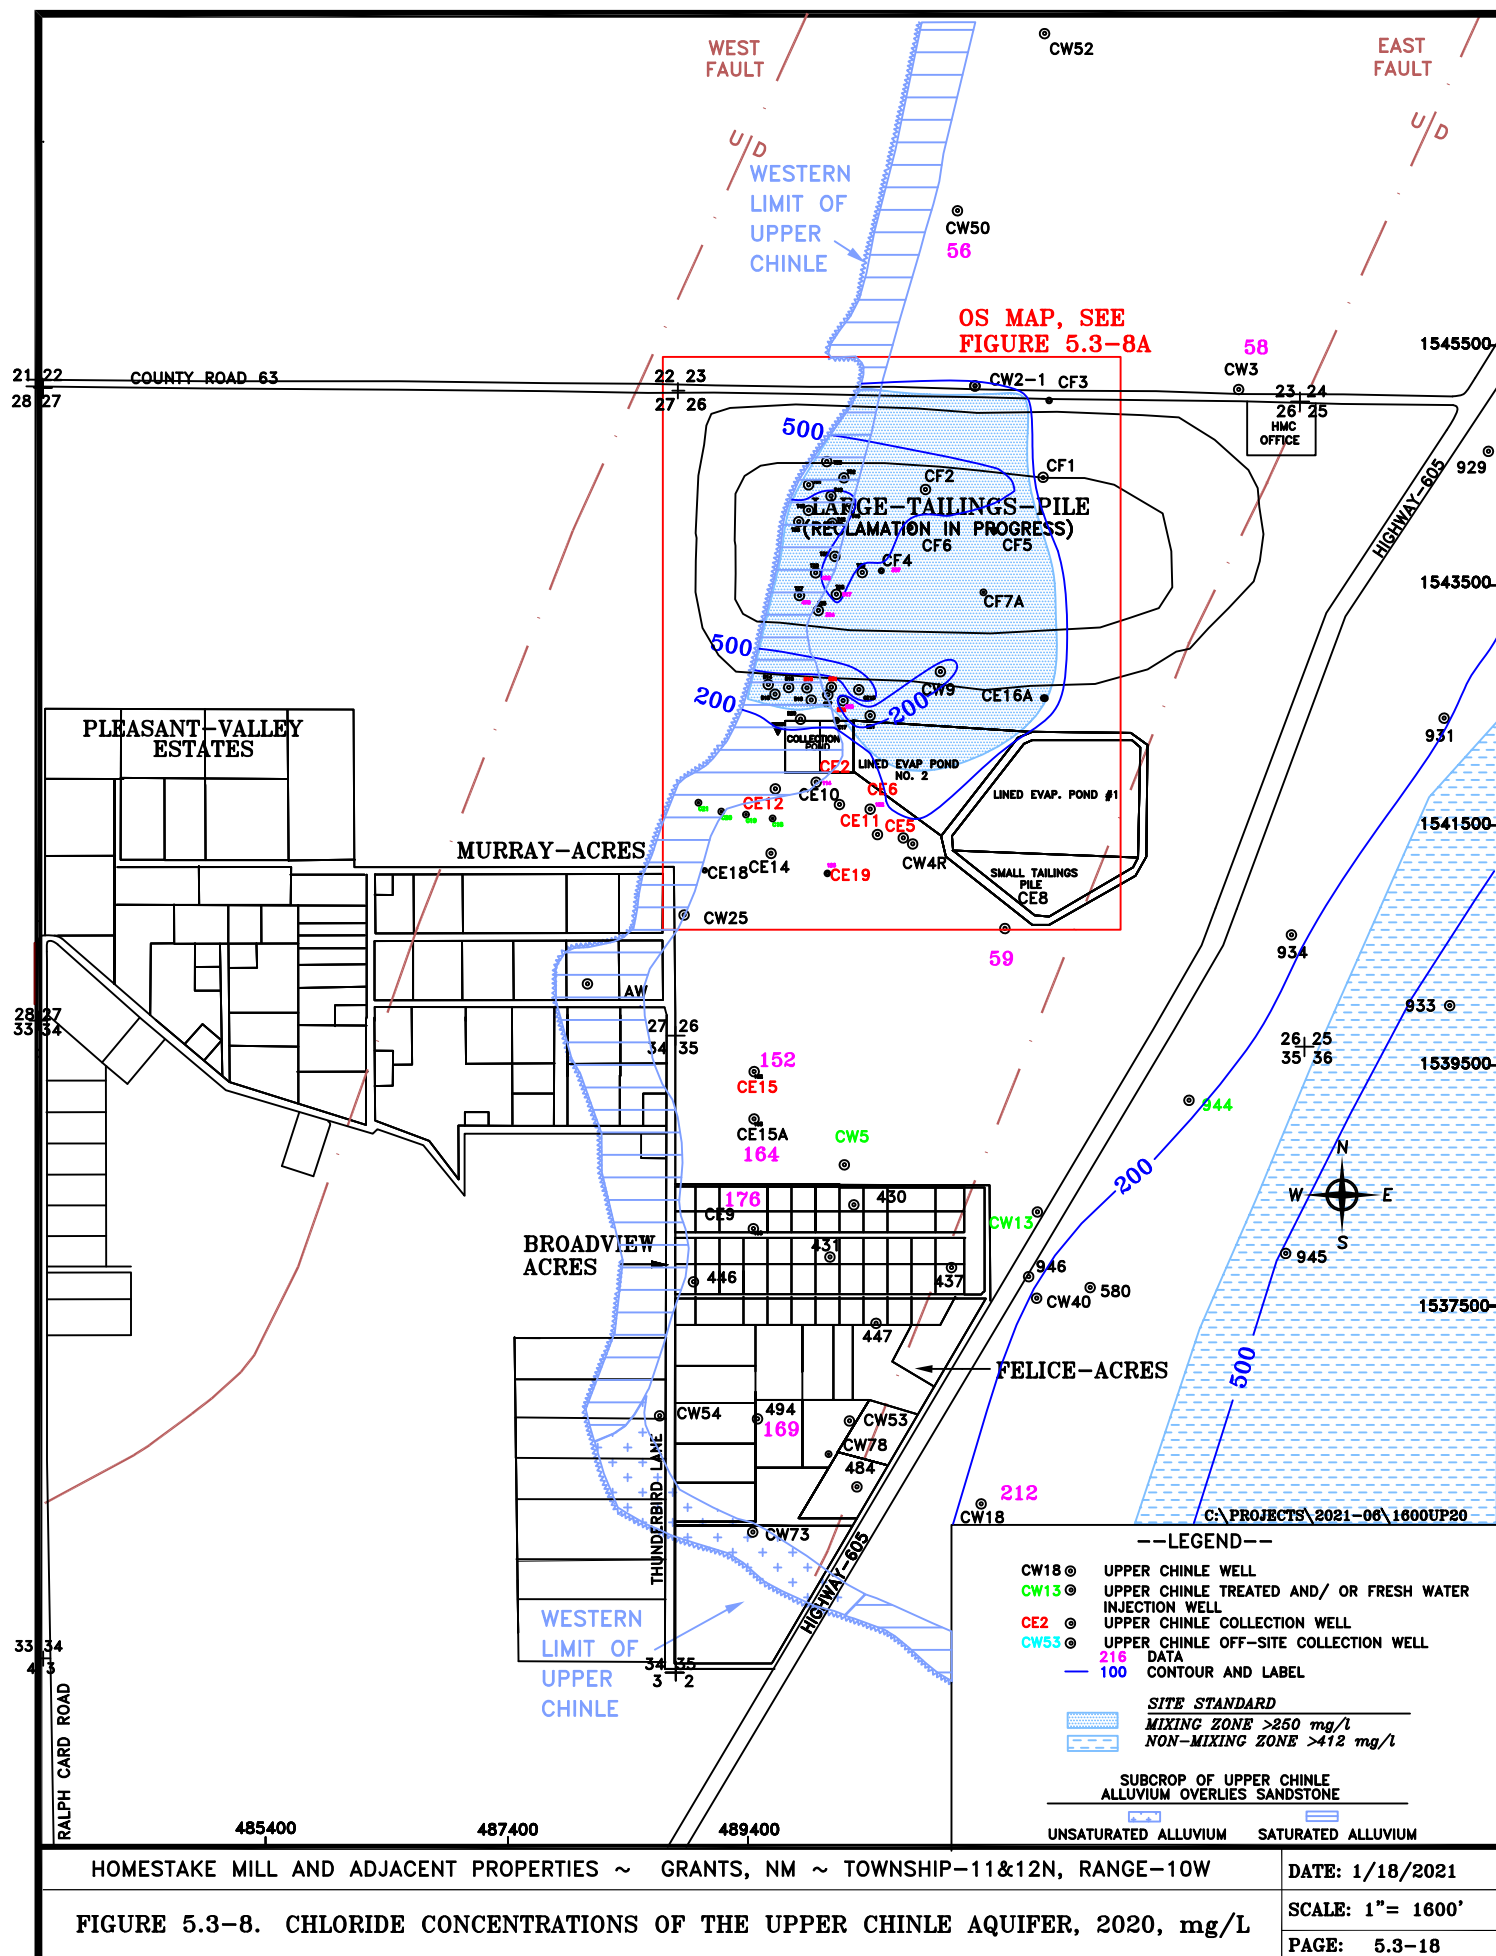 WEST
FAULT
EAST
FAULT
CW52
U/D
U/D
WESTERN
LIMIT OF
UPPER
CHINLE
CW50
56
OS MAP, SEE
FIGURE 5.3-8A
58
1545500
CW3
21 22
COUNTY ROAD 63
22 23
CW2-1
CF3
23 24
28 27
27 26
26 25
HMC
OFFICE
500
929
CF1
CF2
HIGHWAY-605
LARGE-TAILINGS-PILE
(RECLAMATION IN PROGRESS)
CF6
CF5
CF4
1543500
CF7A
500
CW9
CE16A
200
200
931
PLEASANT-VALLEY
ESTATES
COLLECTION
POND
CE2
LINED EVAP POND
NO. 2
CE10
CE6
LINED EVAP. POND #1
CE12
CE11
CE5
1541500
MURRAY-ACRES
CW4R
CE14
CE18
CE19
SMALL TAILINGS
PILE
CE8
CW25
934
59
AW
933
28 27
33 34
27 26
34 35
26 25
35 36
152
CE15
1539500
944
CE15A
164
CW5
N
W E
S
200
176
430
CE9
CW13
BROADVIEW
ACRES
431
945
446
437
946
580
CW40
1537500
447
500
FELICE-ACRES
CW54
494
CW53
169
CW78
484
212
CW18
CW73
THUNDERBIRD LANE
HIGHWAY-605
C:\PROJECTS\2021-06\1600UP20
--LEGEND--
CW18 UPPER CHINLE WELL
CW13 UPPER CHINLE TREATED AND/ OR FRESH WATER
INJECTION WELL
CE2 UPPER CHINLE COLLECTION WELL
CW53 UPPER CHINLE OFF-SITE COLLECTION WELL
216 DATA
100 CONTOUR AND LABEL
SITE STANDARD
MIXING ZONE >250 mg/l
NON-MIXING ZONE >412 mg/l
SUBCROP OF UPPER CHINLE
ALLUVIUM OVERLIES SANDSTONE
UNSATURATED ALLUVIUM SATURATED ALLUVIUM
WESTERN
LIMIT OF
UPPER
CHINLE
33 34
4 3
34 35
3 2
RALPH CARD ROAD
485400
487400
489400
HOMESTAKE MILL AND ADJACENT PROPERTIES ~ GRANTS, NM ~ TOWNSHIP-11&12N, RANGE-10W
DATE: 1/18/2021
FIGURE 5.3-8. CHLORIDE CONCENTRATIONS OF THE UPPER CHINLE AQUIFER, 2020, mg/L
SCALE: 1"= 1600'
PAGE: 5.3-18